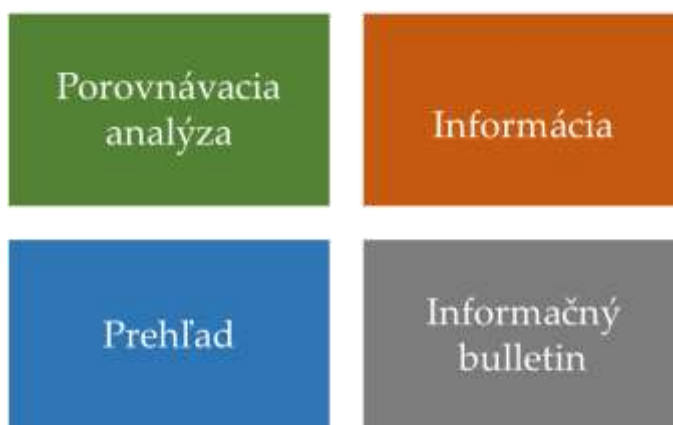 Porovnávacia
analýza
Informácia
Prehľad
Informačný
bulletin